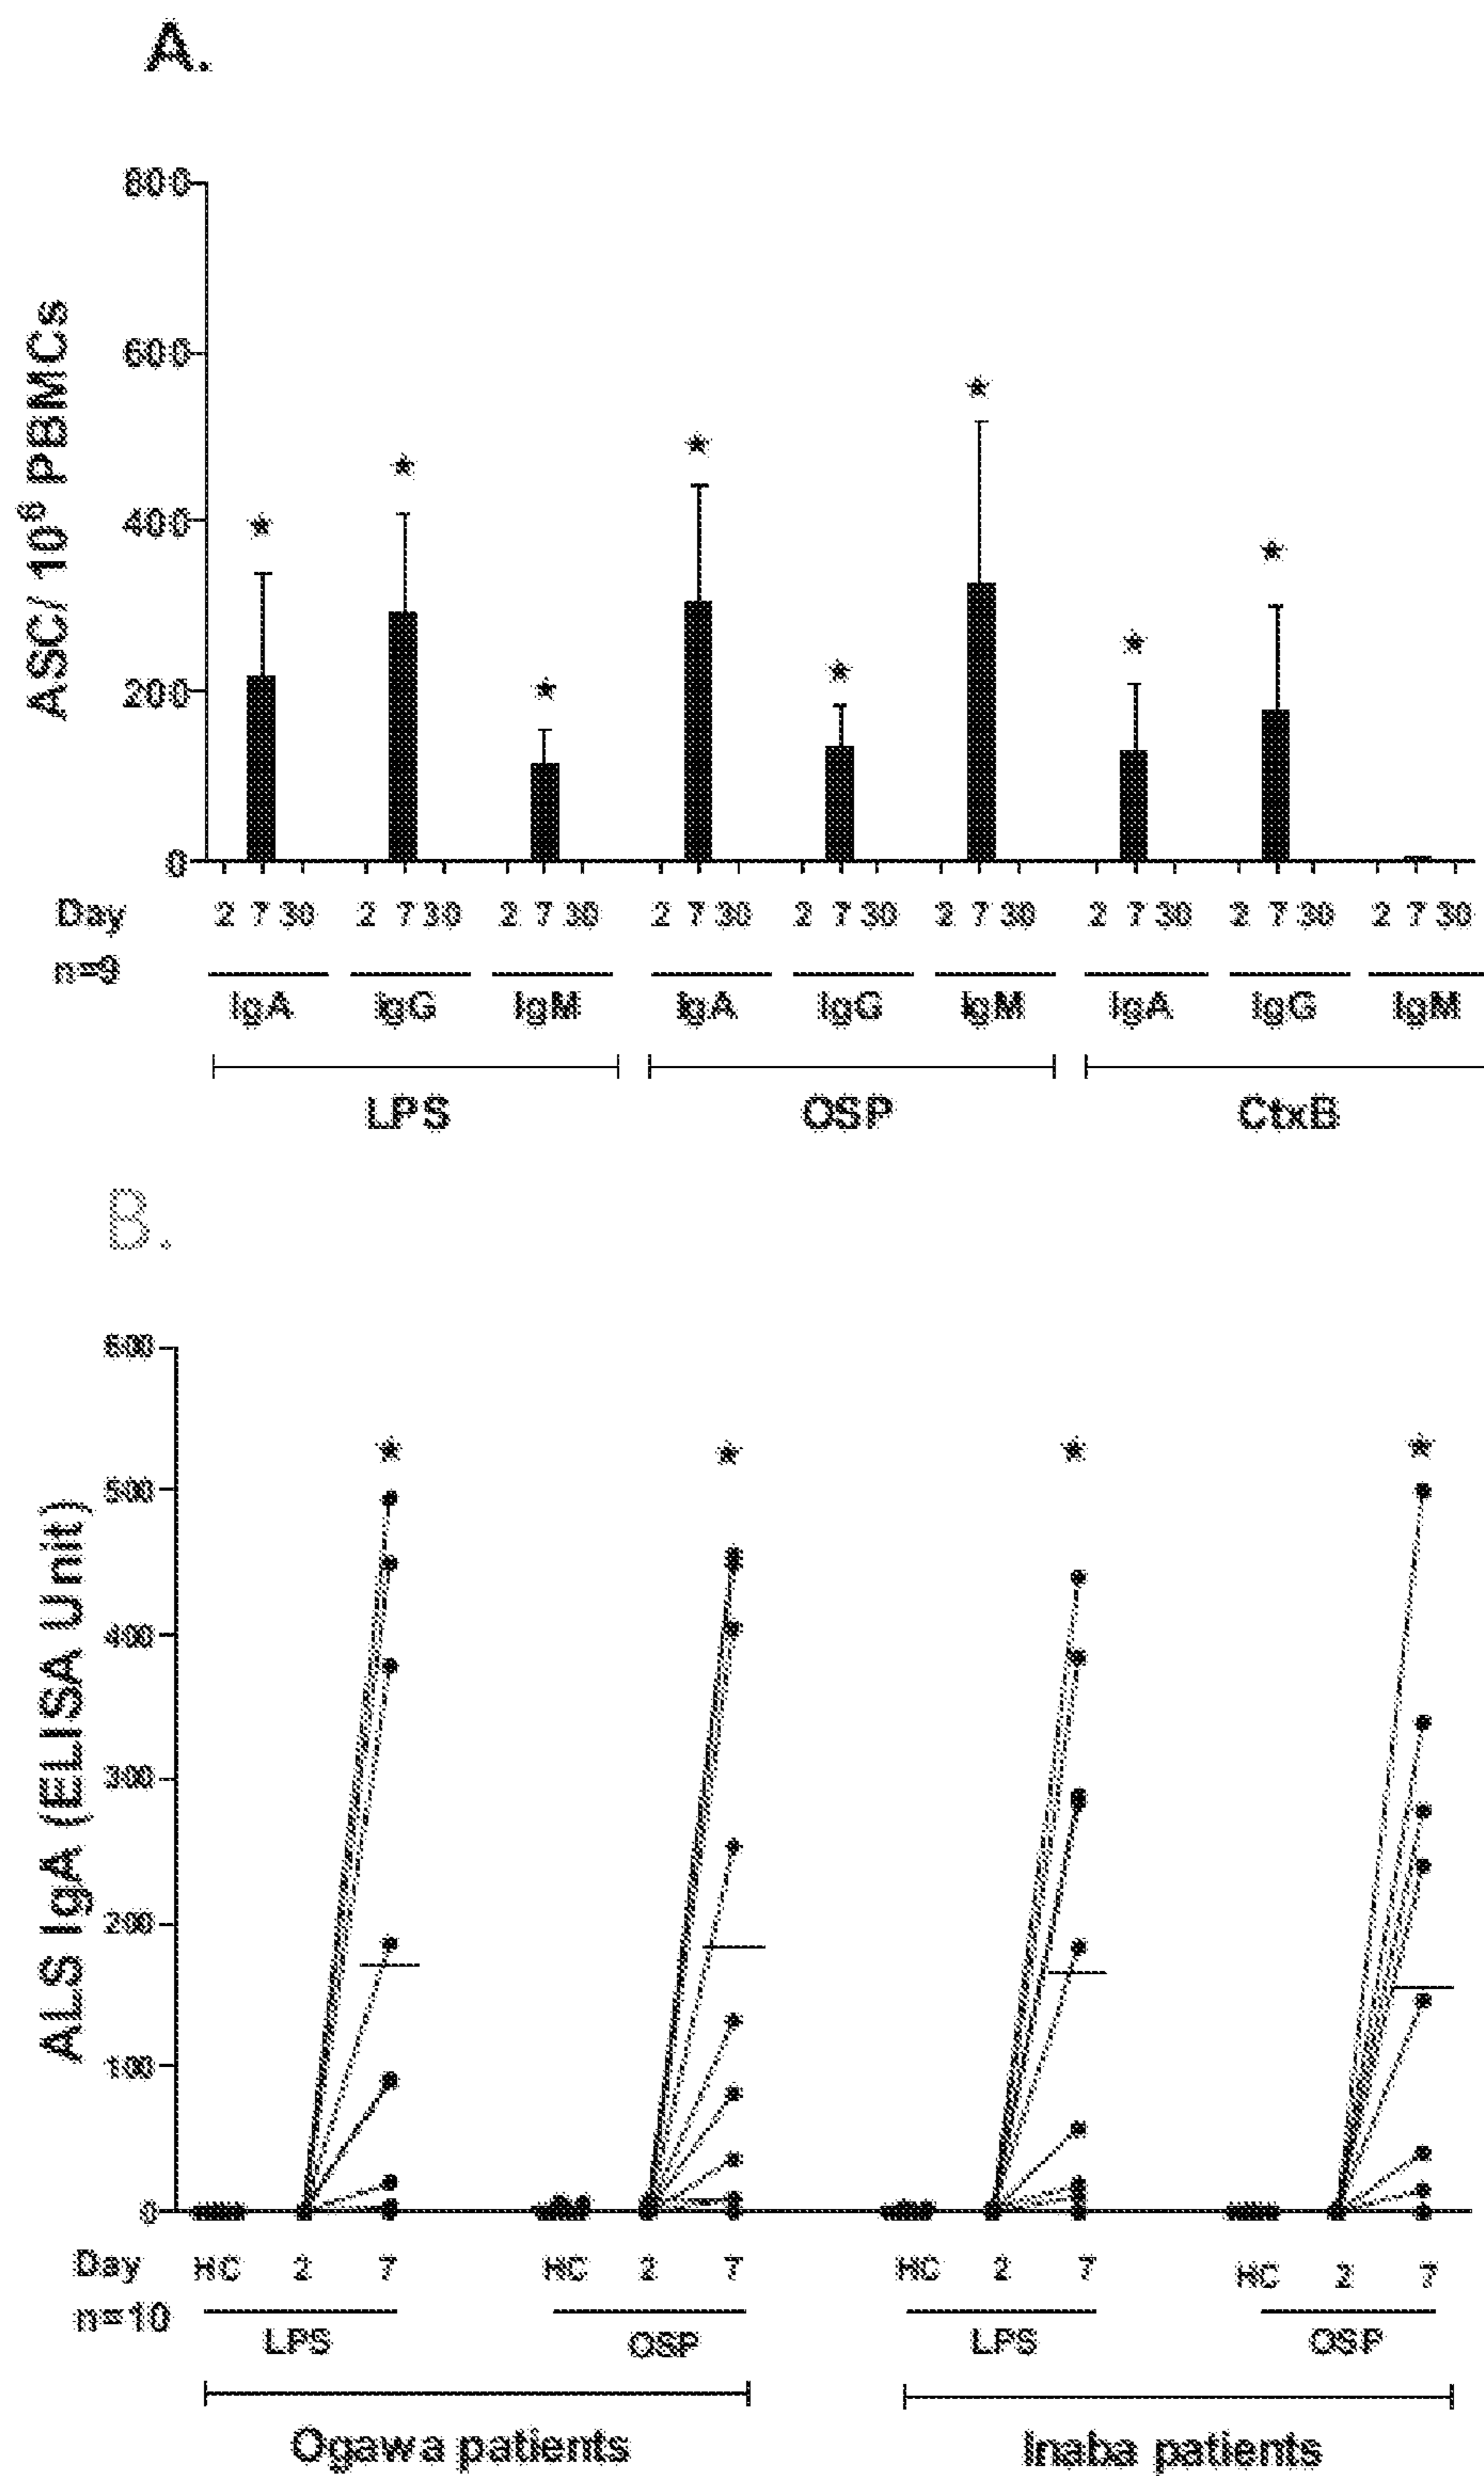 A.
800
600
400
200
0
ASC/ 10⁶ PBMCs
* * * * * * * *
Day 2 7 30 2 7 30 2 7 30 2 7 30 2 7 30 2 7 30 2 7 30 2 7 30 2 7 30
IgA IgG IgM IgA IgG IgM IgA IgG IgM
LPS OSP CtxB
B.
600
500
400
300
200
100
0
ALS IgA (ELISA Unit)
* * * *
Day HC 2 7 HC 2 7 HC 2 7 HC 2 7
n=10
LPS OSP LPS OSP
Ogawa patients Inaba patients